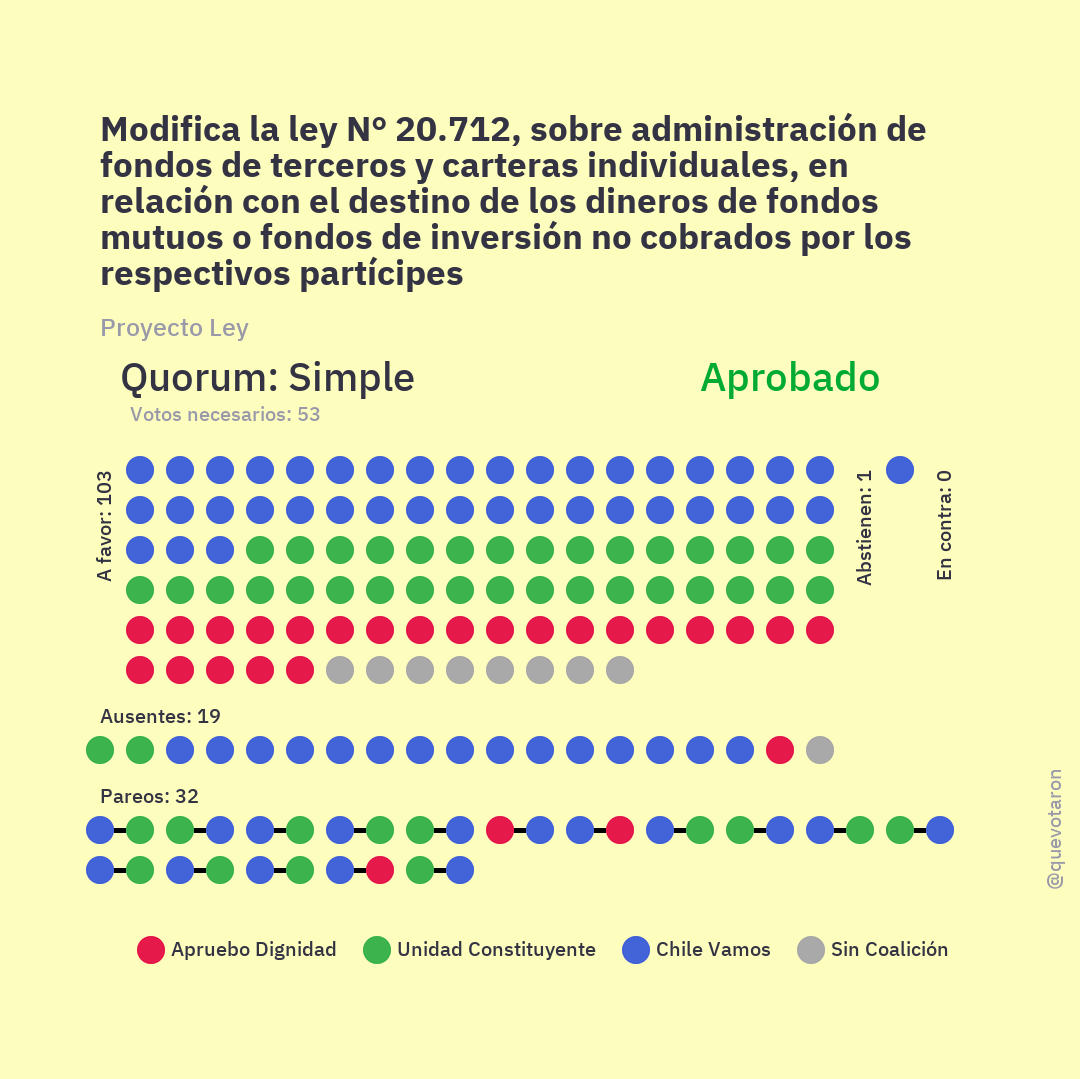 Modifica la ley N° 20.712, sobre administración de
fondos de terceros y carteras individuales, en
relación con el destino de los dineros de fondos
mutuos o fondos de inversión no cobrados por los
respectivos partícipes
Proyecto Ley
Quorum: Simple
Aprobado
Votos necesarios: 53
A favor: 103
Abstienen: 1
En contra: 0
Ausentes: 19
Pareos: 32
@quevotaron
Apruebo Dignidad
Unidad Constituyente
Chile Vamos
Sin Coalición